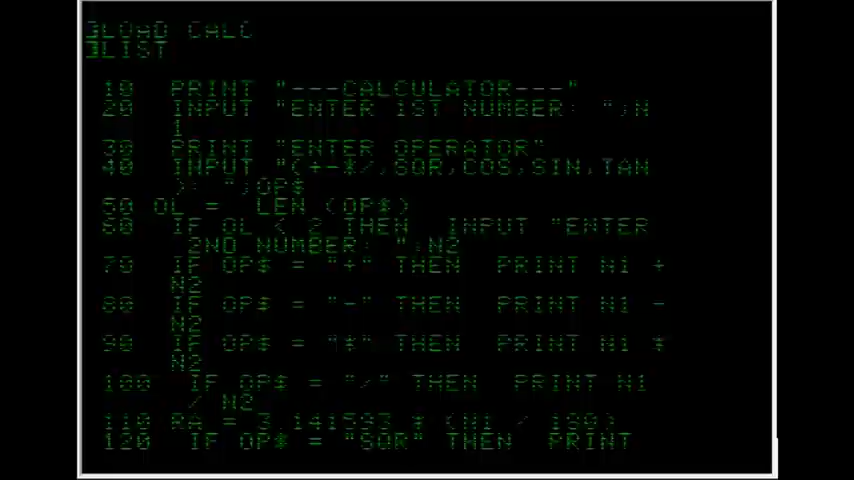 ]LOAD CALC
]LIST
10 PRINT "---CALCULATOR---"
20 INPUT "ENTER 1ST NUMBER: ";N
1
30 PRINT "ENTER OPERATOR"
40 INPUT "(+-*/,SQR,COS,SIN,TAN
): ";OP$
50 OL = LEN (OP$)
60 IF OL < 2 THEN INPUT "ENTER
2ND NUMBER: ";N2
70 IF OP$ = "+" THEN PRINT N1 +
N2
80 IF OP$ = "-" THEN PRINT N1 -
N2
90 IF OP$ = "*" THEN PRINT N1 *
N2
100 IF OP$ = "/" THEN PRINT N1
/ N2
110 RA = 3.141593 * (N1 / 180)
120 IF OP$ = "SQR" THEN PRINT